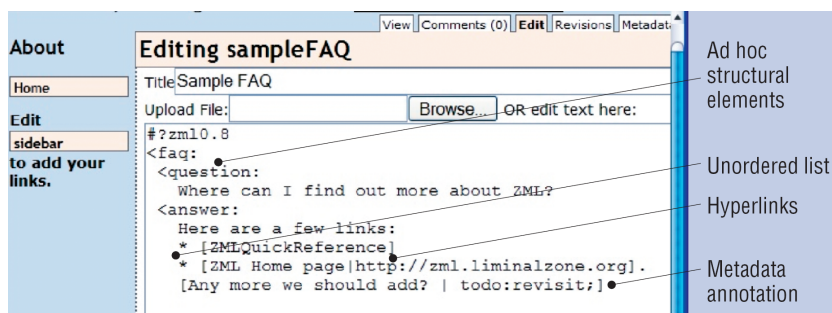 View Comments (0) Edit Revisions Metadata
About
Home
Edit
sidebar
to add your
links.
Editing sampleFAQ
Title Sample FAQ
Upload File: Browse... OR edit text here:
#?zml0.8
<faq:
<question:
Where can I find out more about ZML?
<answer:
Here are a few links:
* [ZMLQuickReference]
* [ZML Home page|http://zml.liminalzone.org].
[Any more we should add? | todo:revisit;]
Ad hoc
structural
elements
Unordered list
Hyperlinks
Metadata
annotation